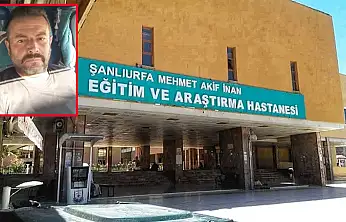 ŞANLIURFA MEHMET AKİF İNAN
EĞİTİM VE ARAŞTIRMA HASTANESİ